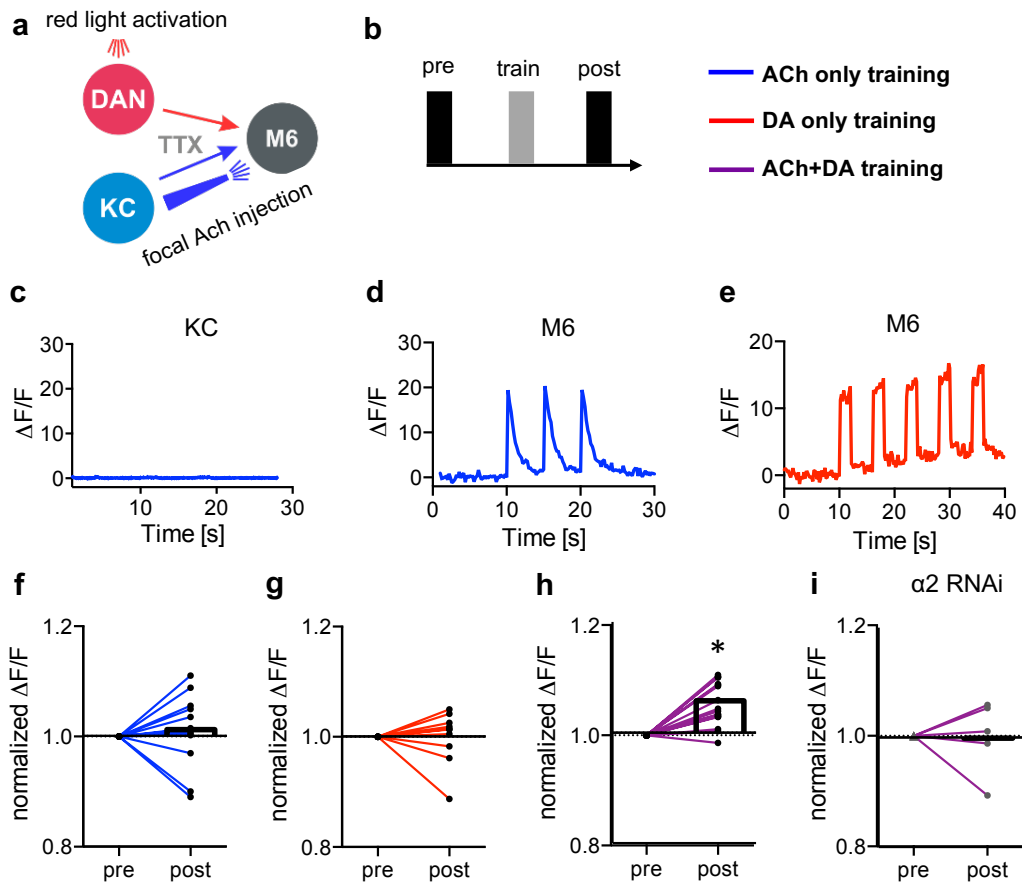 a
red light activation
DAN
TTX
M6
KC
focal Ach injection
b
pre train post
ACh only training
DA only training
ACh+DA training
c
KC
30
20
10
0
ΔF/F
10 20 30
Time [s]
d
M6
30
20
10
0
ΔF/F
0 10 20 30
Time [s]
e
M6
20
10
0
ΔF/F
0 10 20 30 40
Time [s]
f
1.2
1.0
0.8
normalized ΔF/F
pre post
g
1.2
1.0
0.8
normalized ΔF/F
pre post
h
*
1.2
1.0
0.8
normalized ΔF/F
pre post
i
α2 RNAi
1.2
1.0
0.8
normalized ΔF/F
pre post